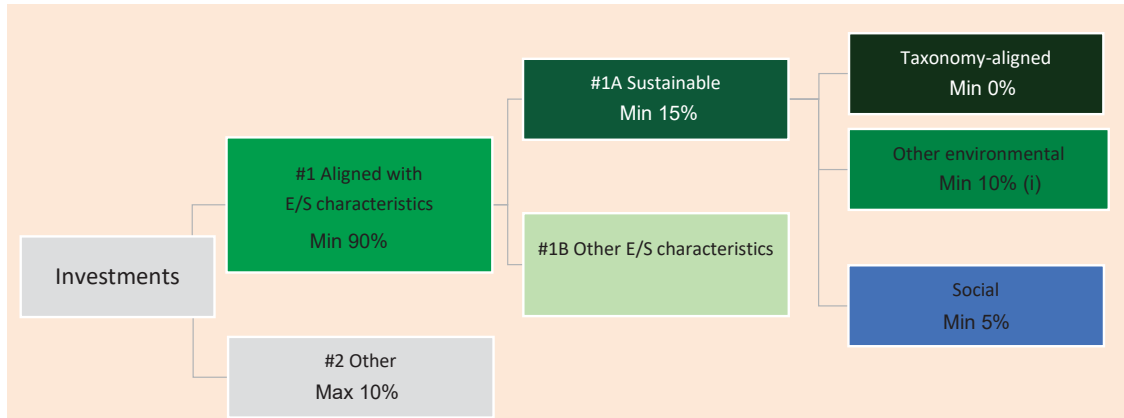 Investments
#1 Aligned with
E/S characteristics
Min 90%
#2 Other
Max 10%
#1A Sustainable
Min 15%
#1B Other E/S characteristics
Taxonomy-aligned
Min 0%
Other environmental
Min 10% (i)
Social
Min 5%